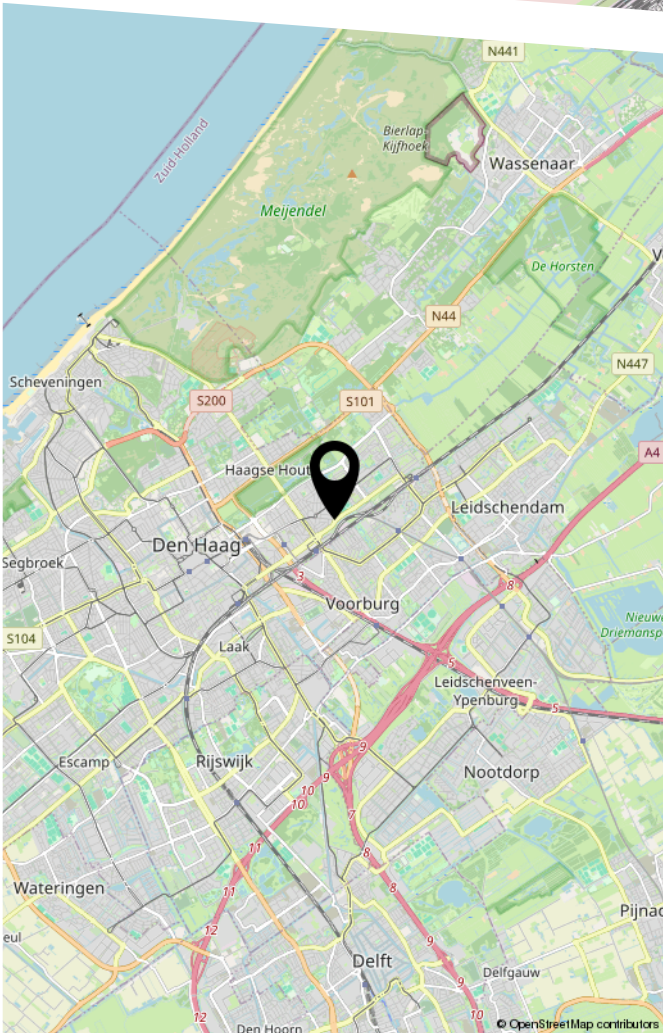 N441
Bierlap-
Kijfhoek
Wassenaar
Zuid-Holland
Meijendel
De Horsten
N44
N447
Scheveningen
S200
S101
A4
Haagse Hout
Leidschendam
Den Haag
Segbroek
3
8
Voorburg
S104
Nieuwe
Driemansp
Laak
5
Leidschenveen-
Ypenburg
5
9
Escamp
Rijswijk
9
10
10
Nootdorp
7
11
8
11
8
Wateringen
12
Pijnac
eul
9
Delft
9
Delfgauw
10
12
Den Hoorn
© OpenStreetMap contributors